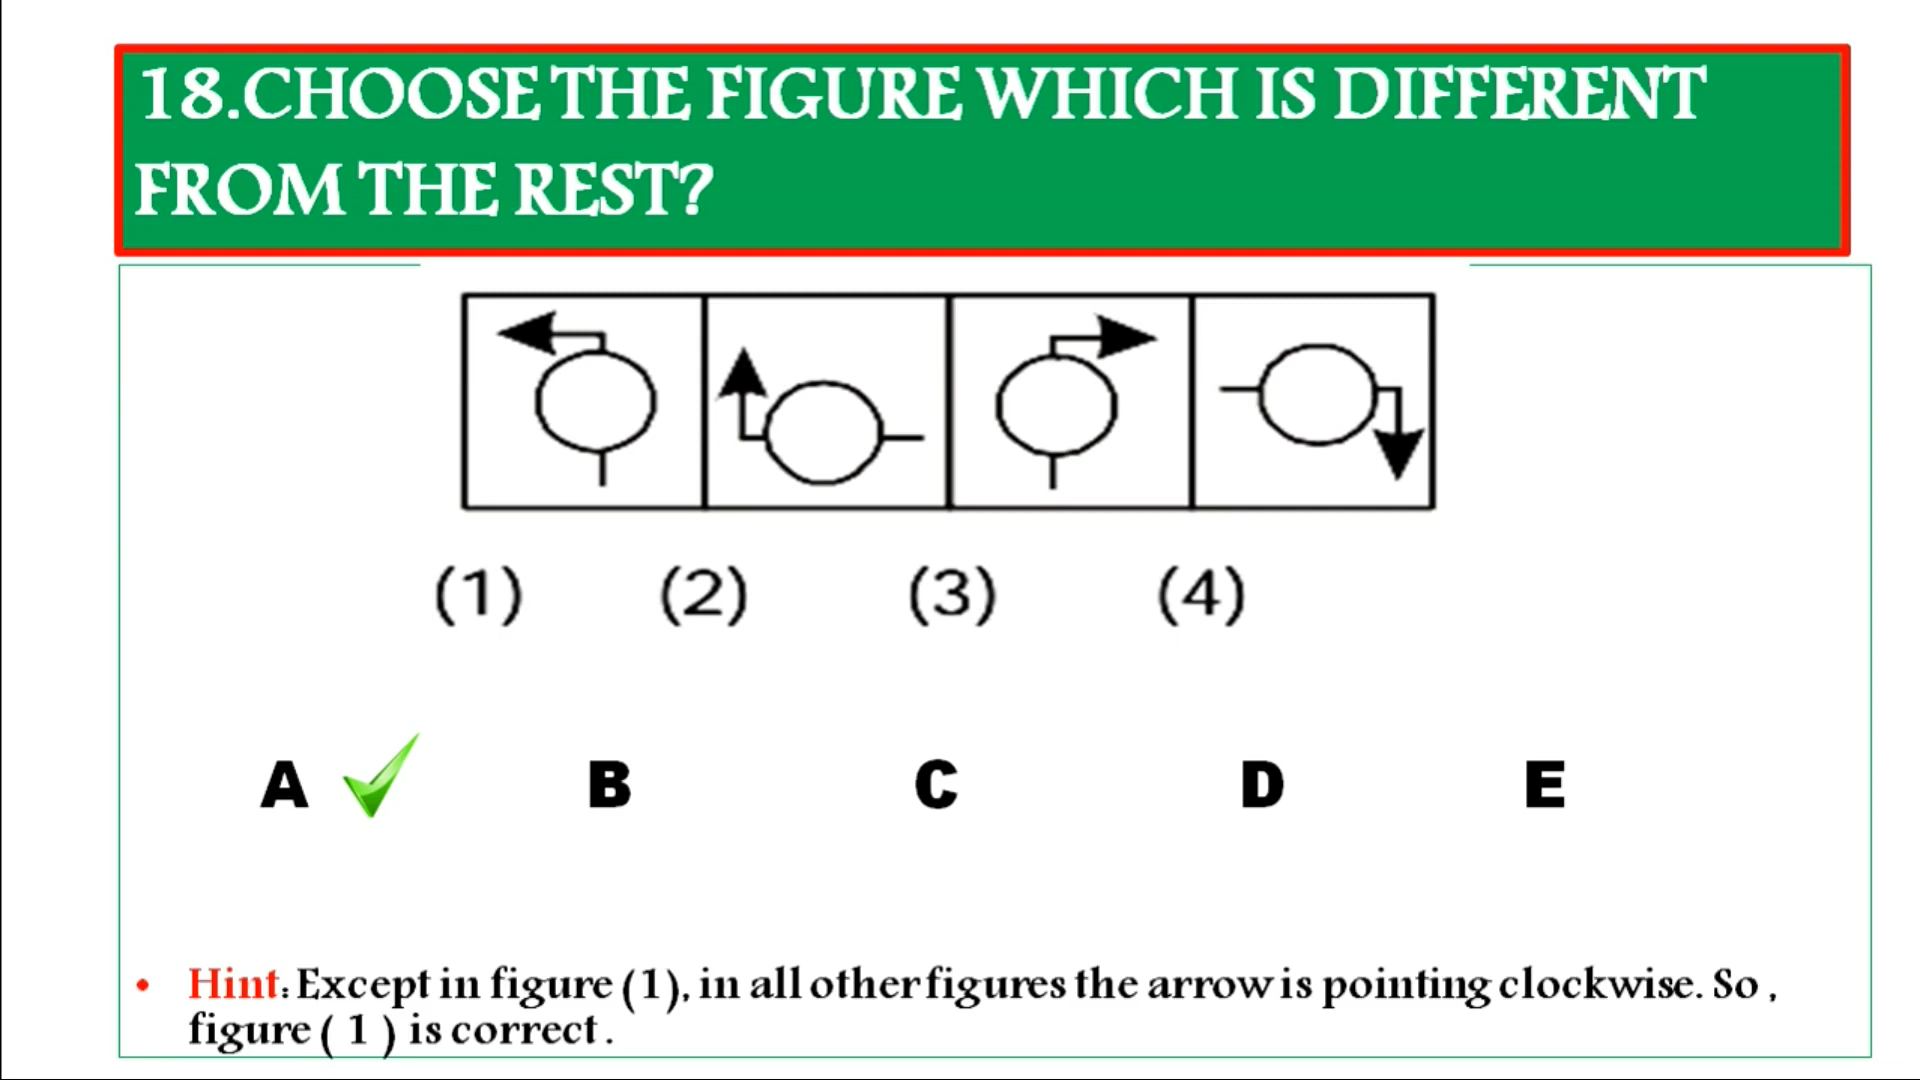 18.CHOOSE THE FIGURE WHICH IS DIFFERENT
FROM THE REST?
(1) (2) (3) (4)
A B C D E
• Hint: Except in figure (1), in all other figures the arrow is pointing clockwise. So ,
figure ( 1 ) is correct .